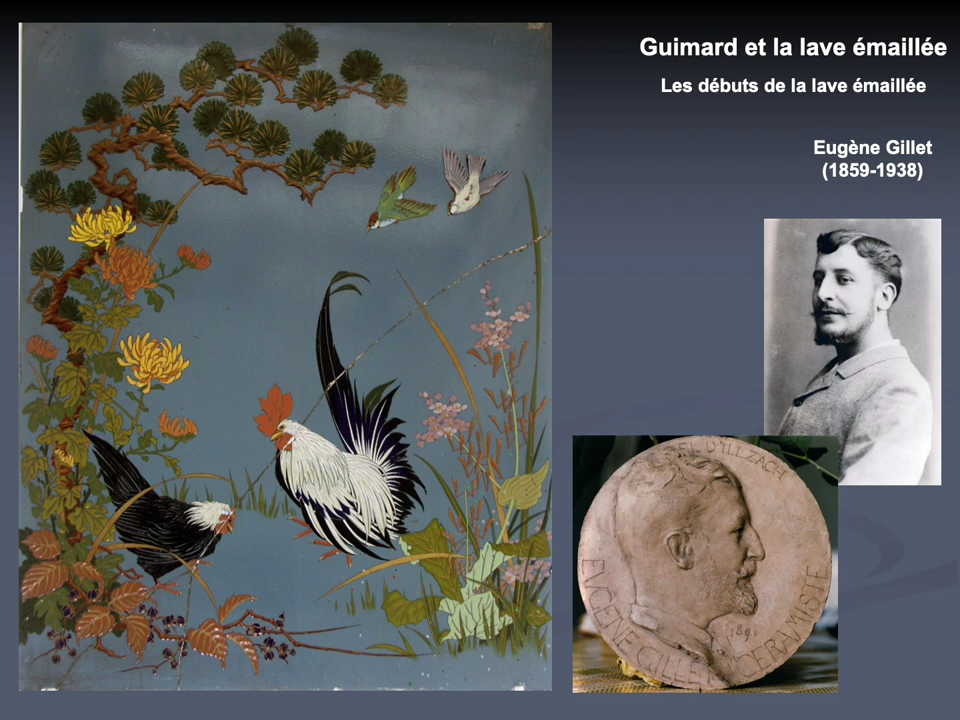 Guimard et la lave émaillée
Les débuts de la lave émaillée
Eugène Gillet
(1859-1938)
D'ILLZACH
EVGENE GILLET CERAMISTE
1891